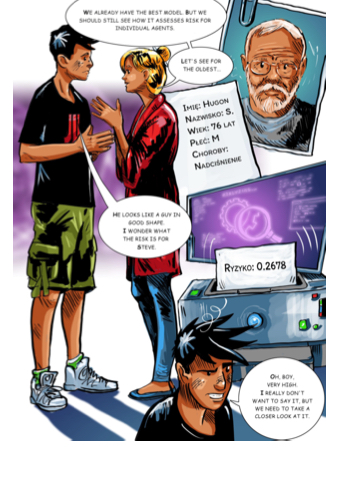 WE ALREADY HAVE THE BEST MODEL. BUT WE
SHOULD STILL SEE HOW IT ASSESSES RISK FOR
INDIVIDUAL AGENTS.
LET'S SEE FOR
THE OLDEST...
IMIĘ: HUGON
NAZWISKO: S.
WIEK: 76 LAT
PŁEĆ: M
CHOROBY:
NADCIŚNIENIE
HE LOOKS LIKE A GUY IN
GOOD SHAPE.
I WONDER WHAT
THE RISK IS FOR
STEVE.
RYZYKO: 0.2678
OH, BOY,
VERY HIGH.
I REALLY DON'T
WANT TO SAY IT, BUT
WE NEED TO TAKE A
CLOSER LOOK AT IT.